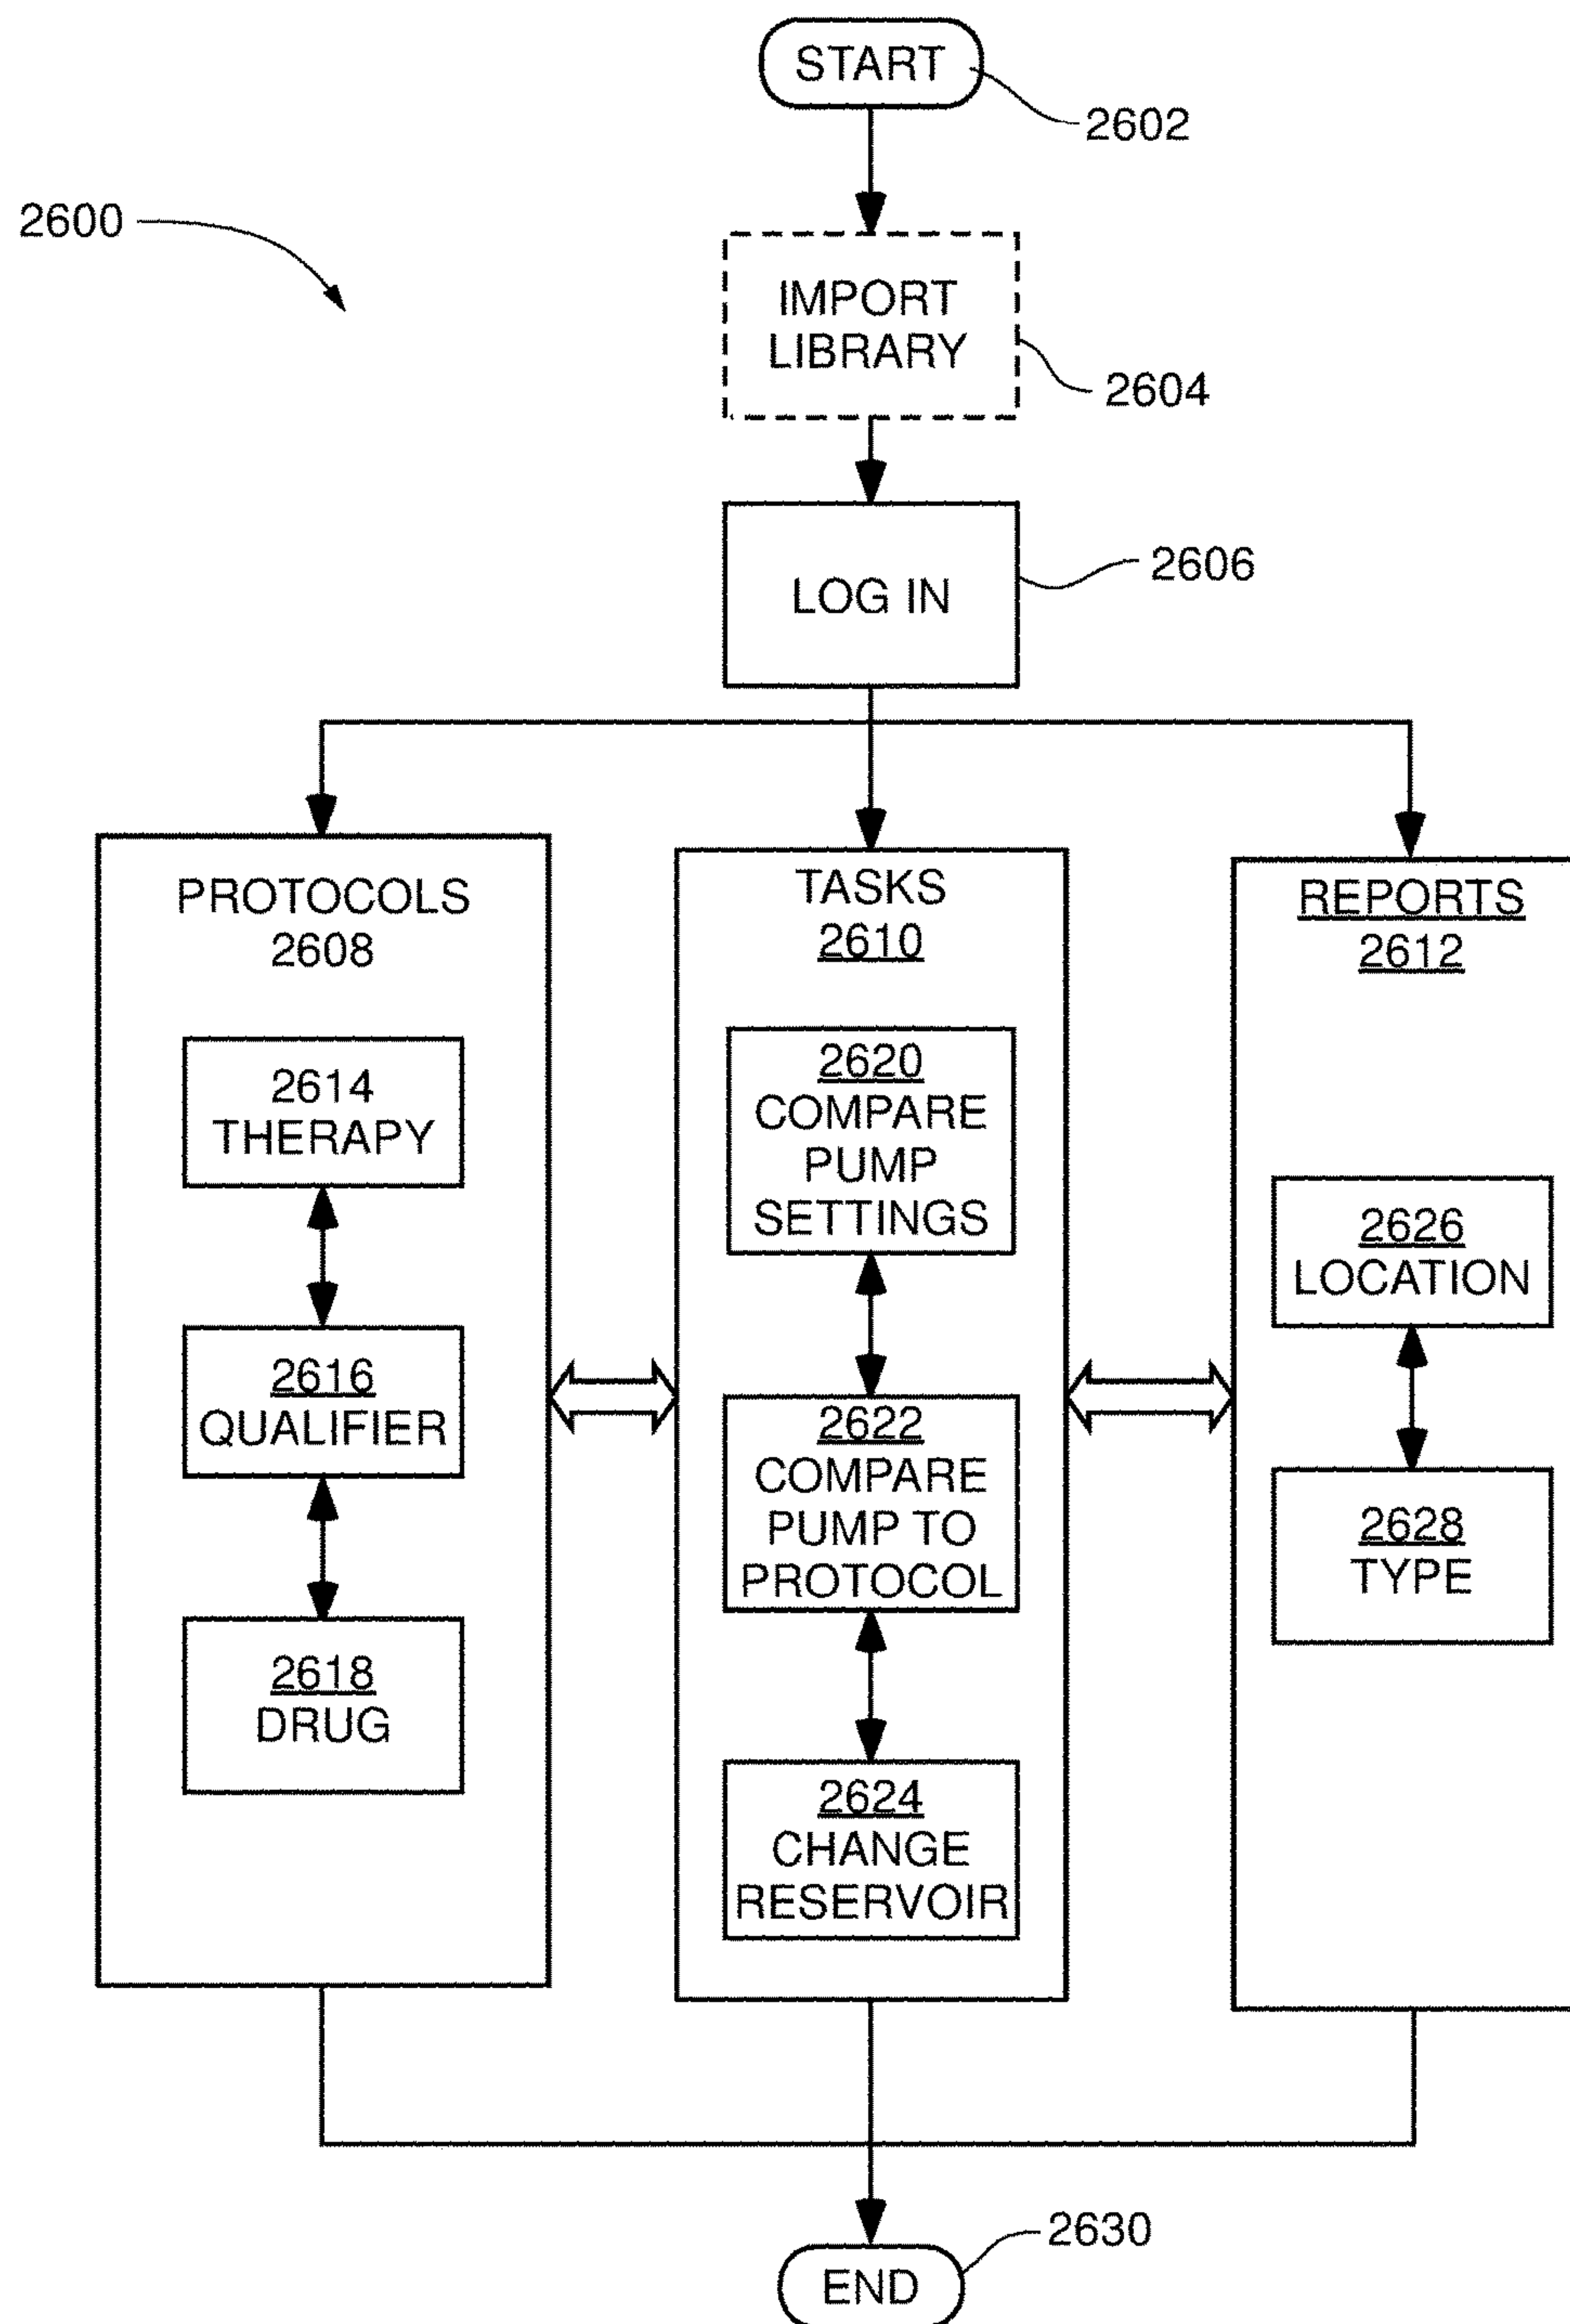 START
2602
2600
IMPORT
LIBRARY
2604
LOG IN
2606
PROTOCOLS
2608
2614
THERAPY
2616
QUALIFIER
2618
DRUG
TASKS
2610
2620
COMPARE
PUMP
SETTINGS
2622
COMPARE
PUMP TO
PROTOCOL
2624
CHANGE
RESERVOIR
REPORTS
2612
2626
LOCATION
2628
TYPE
2630
END